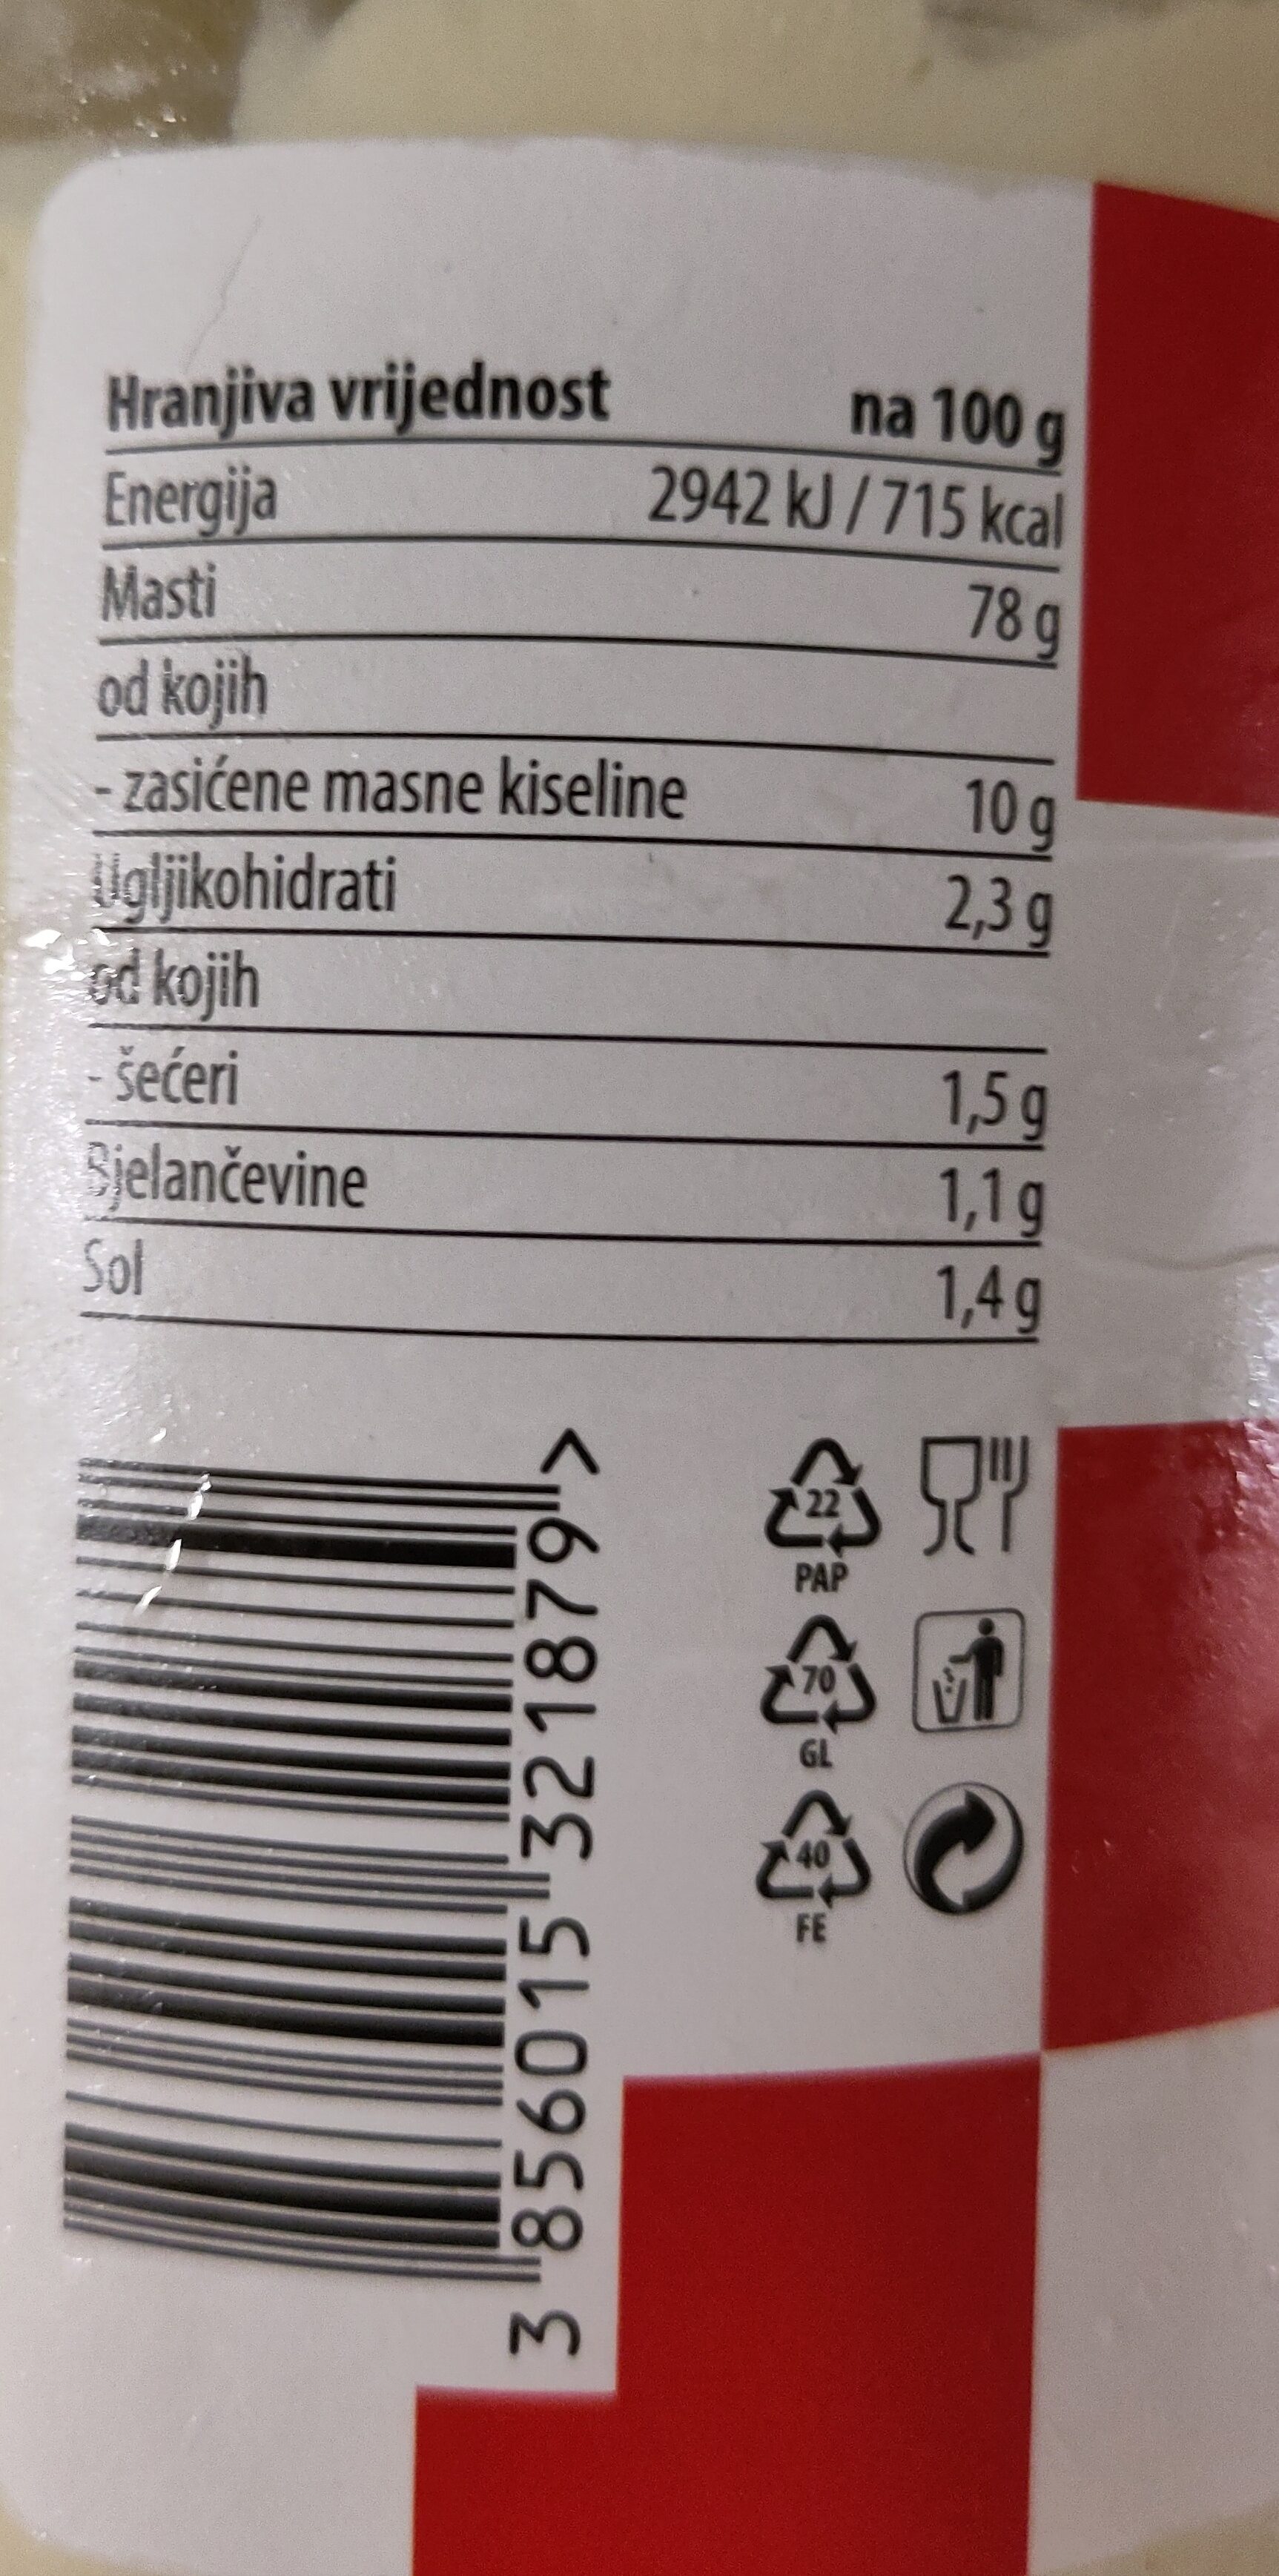 Hranjiva vrijednost na 100 g
Energija 2942 kJ / 715 kcal
Masti 78 g
od kojih
- zasićene masne kiseline 10 g
Ugljikohidrati 2,3 g
od kojih
- šećeri 1,5 g
Bjelančevine 1,1 g
Sol 1,4 g
22
PAP
70
GL
40
FE
3 856015 321879 >